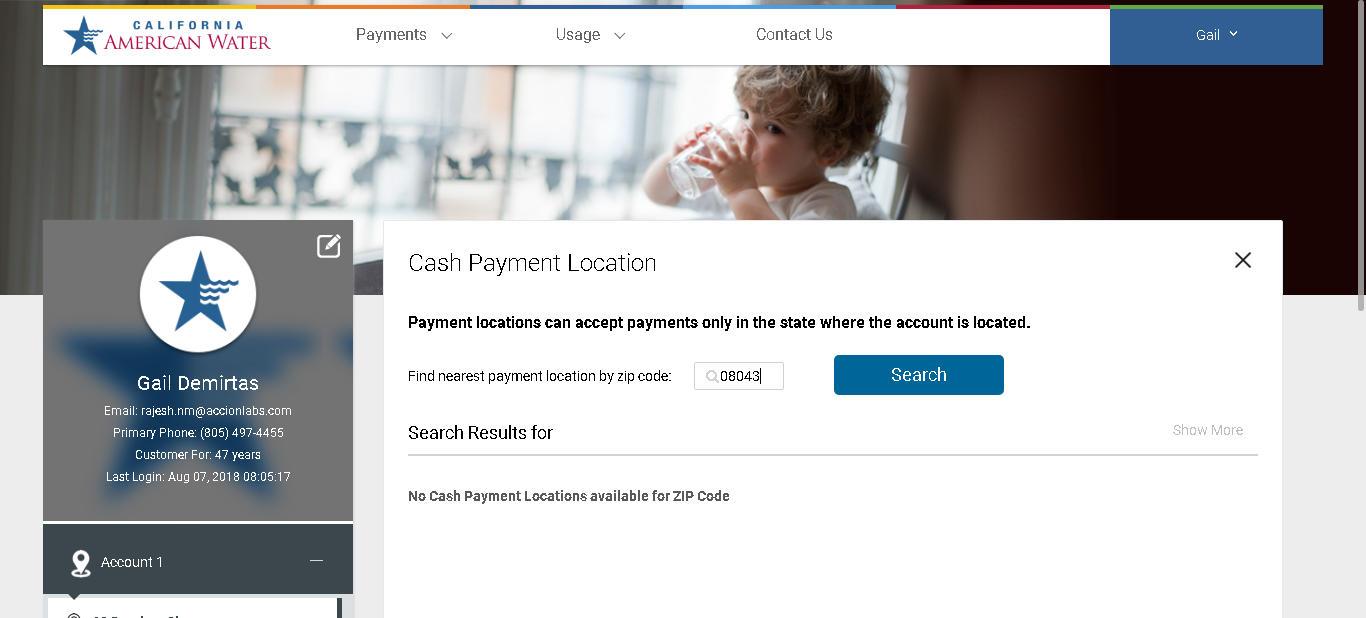 CALIFORNIA
AMERICAN WATER
Payments
Usage
Contact Us
Gail
Gail Demirtas
Email: rajesh.nm@accionlabs.com
Primary Phone: (805) 497-4455
Customer For: 47 years
Last Login: Aug 07, 2018 08:05:17
Account 1
Cash Payment Location
Payment locations can accept payments only in the state where the account is located.
Find nearest payment location by zip code: 08043 Search
Search Results for Show More
No Cash Payment Locations available for ZIP Code